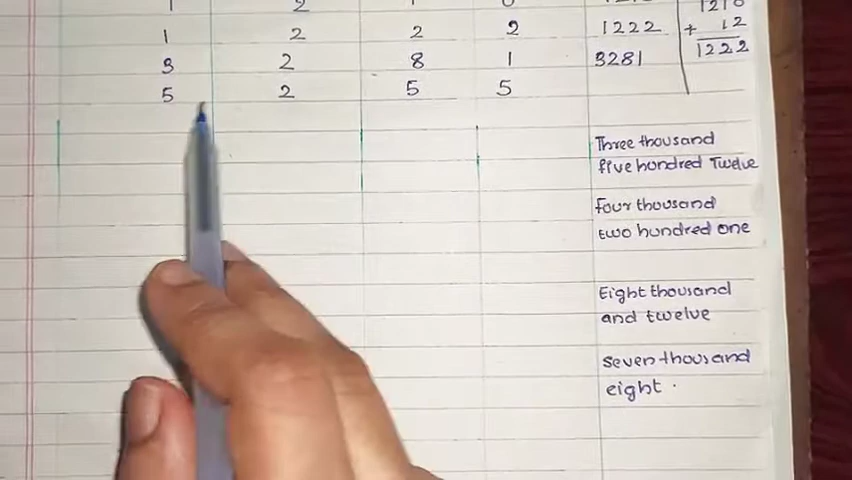 1 2 2 2 1222 + 12
1222
3 2 8 1 3281
5 2 5 5
Three thousand
five hundred Twelve
four thousand
two hundred one
Eight thousand
and twelve
seven thousand
eight .